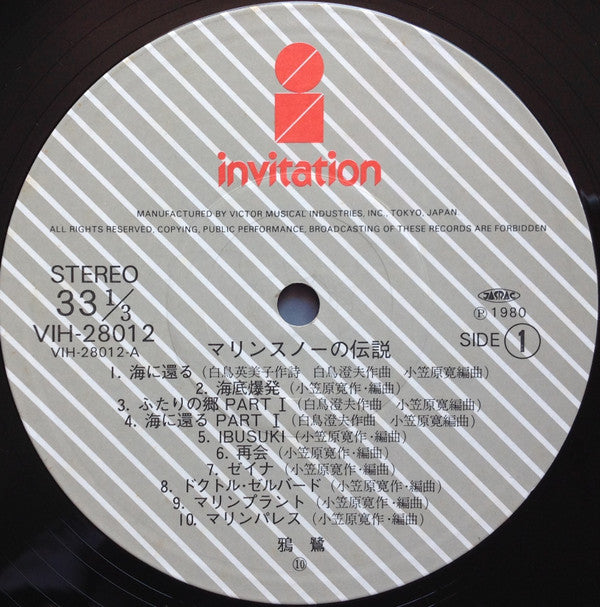 invitation
MANUFACTURED BY VICTOR MUSICAL INDUSTRIES, INC., TOKYO, JAPAN.
ALL RIGHTS RESERVED, COPYING, PUBLIC PERFORMANCE, BROADCASTING OF THESE RECORDS ARE FORBIDDEN
STEREO
33 1/3
VIH-28012
VIH-28012-A
JASRAC
Ⓟ 1980
SIDE 1
マリンスノーの伝説
1. 海に還る (白鳥英美子作詩 白鳥澄夫作曲 小笠原寛編曲)
2. 海底爆発 (小笠原寛作・編曲)
3. ふたりの郷 PART I (白鳥澄夫作曲 小笠原寛編曲)
4. 海に還る PART I (白鳥澄夫作曲 小笠原寛編曲)
5. IBUSUKI (小笠原寛作・編曲)
6. 再会 (小笠原寛作・編曲)
7. ゼイナ (小笠原寛作・編曲)
8. ドクトル・ゼルバード (小笠原寛作・編曲)
9. マリンプラント (小笠原寛作・編曲)
10. マリンパレス (小笠原寛作・編曲)
鴉鷺
⑩